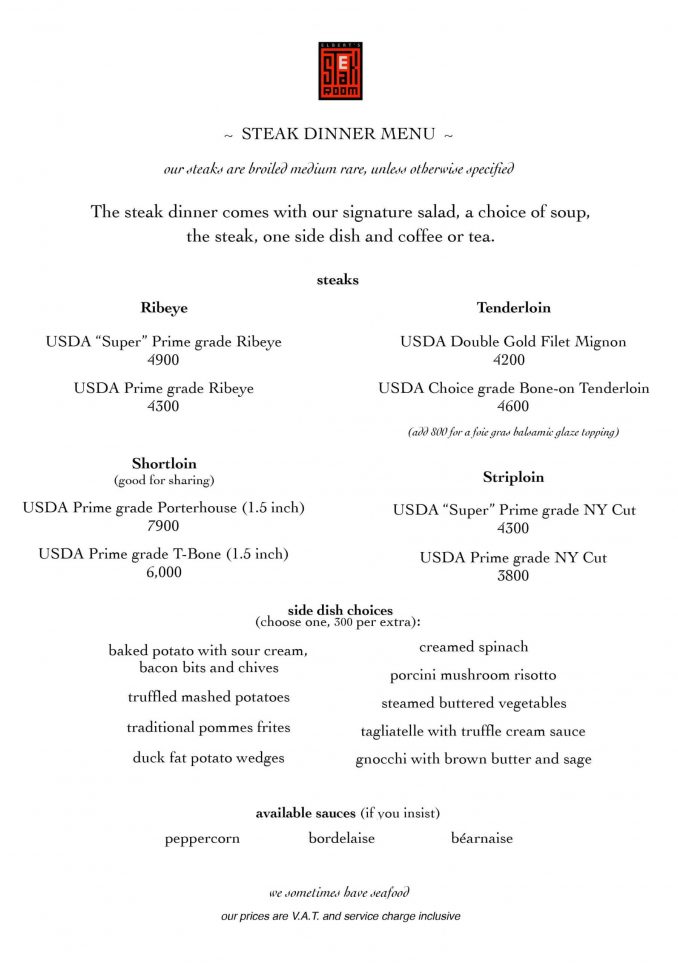 ELBERT'S
STEaK
ROOM
~ STEAK DINNER MENU ~
our steaks are broiled medium rare, unless otherwise specified
The steak dinner comes with our signature salad, a choice of soup,
the steak, one side dish and coffee or tea.
steaks
Ribeye
USDA “Super” Prime grade Ribeye
4900
USDA Prime grade Ribeye
4300
Tenderloin
USDA Double Gold Filet Mignon
4200
USDA Choice grade Bone-on Tenderloin
4600
(add 800 for a foie gras balsamic glaze topping)
Shortloin
(good for sharing)
USDA Prime grade Porterhouse (1.5 inch)
7900
USDA Prime grade T-Bone (1.5 inch)
6,000
Striploin
USDA “Super” Prime grade NY Cut
4300
USDA Prime grade NY Cut
3800
side dish choices
(choose one, 300 per extra):
baked potato with sour cream,
bacon bits and chives
truffled mashed potatoes
traditional pommes frites
duck fat potato wedges
creamed spinach
porcini mushroom risotto
steamed buttered vegetables
tagliatelle with truffle cream sauce
gnocchi with brown butter and sage
available sauces (if you insist)
peppercorn bordelaise béarnaise
we sometimes have seafood
our prices are V.A.T. and service charge inclusive